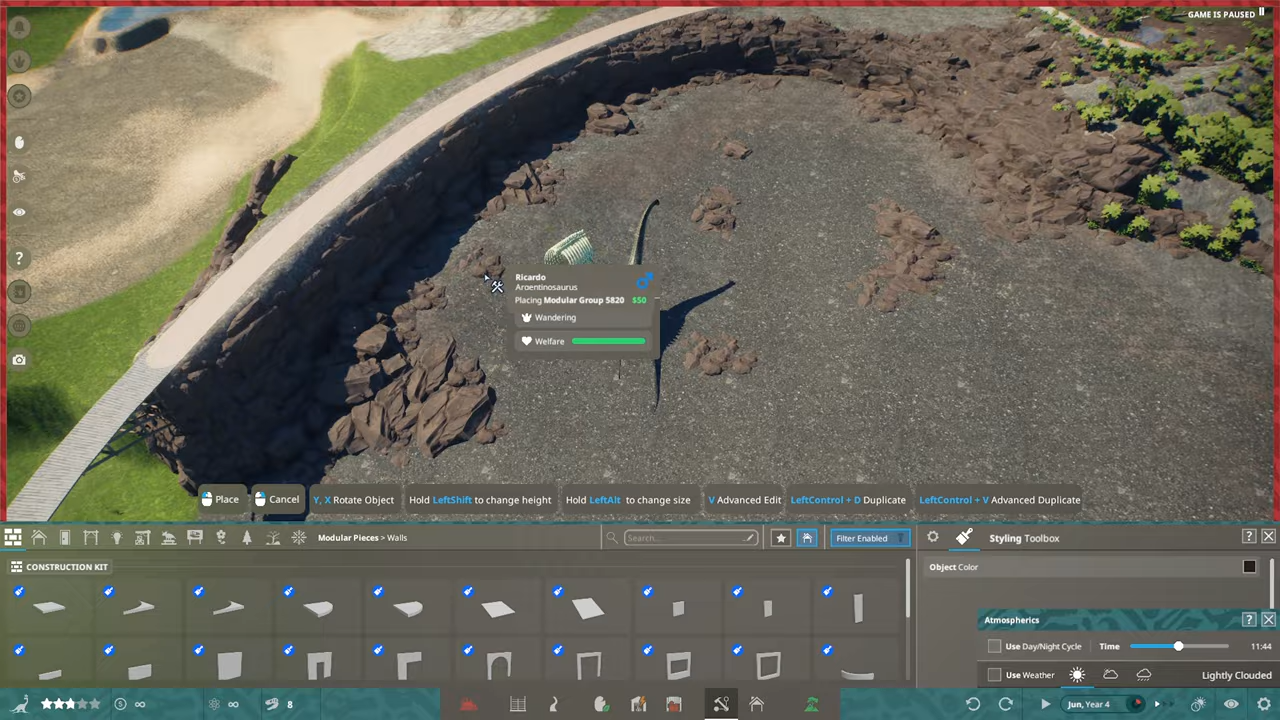 GAME IS PAUSED
Ricardo
Aroentinosaurus
Placing Modular Group 5820 $50
Wandering
Welfare
Place
Cancel
Y, X Rotate Object
Hold LeftShift to change height
Hold LeftAlt to change size
V Advanced Edit
LeftControl + D Duplicate
LeftControl + V Advanced Duplicate
Modular Pieces > Walls
Search...
Filter Enabled
Styling Toolbox
?
CONSTRUCTION KIT
Object Color
Atmospherics
?
Use Day/Night Cycle
Time
11:44
Use Weather
Lightly Clouded
8
Jun, Year 4